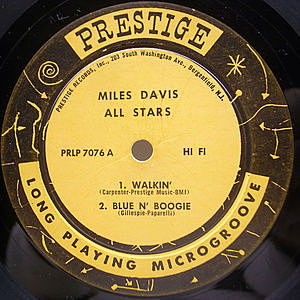 PRESTIGE
PRESTIGE RECORDS, Inc., 203 South Washington Ave., Bergenfield, N.J.
MILES DAVIS
ALL STARS
PRLP 7076 A
HI FI
1. WALKIN'
(Carpenter-Prestige Music-BMI)
2. BLUE N' BOOGIE
(Gillespie-Paparelli)
LONG PLAYING MICROGROOVE